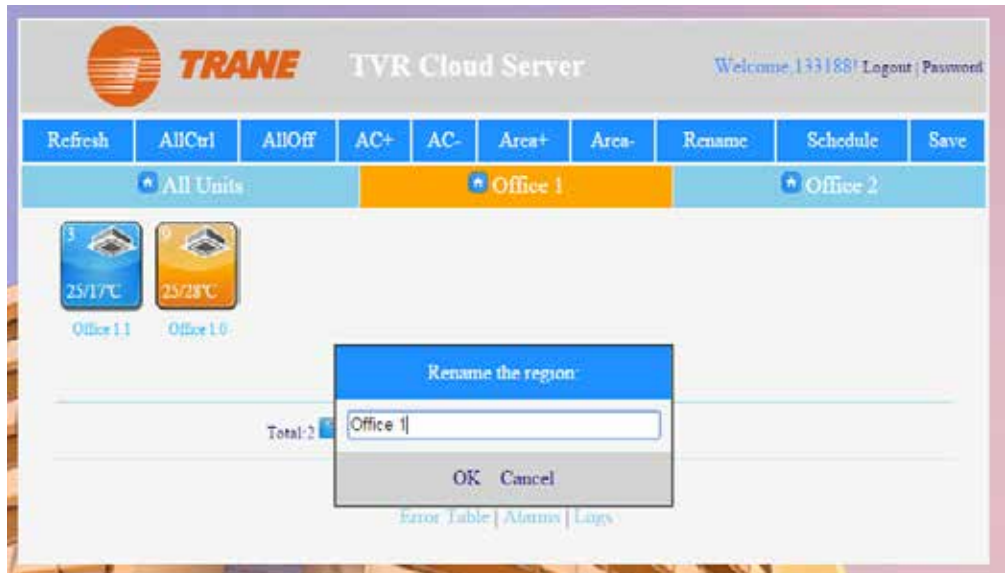 TRANE TVR Cloud Server Welcome,133188! Logout | Password
Refresh AllCtrl AllOff AC+ AC- Area+ Area- Rename Schedule Save
All Units Office 1 Office 2
3 9
25/17°C 25/28°C
Office 1.1 Office 1.0
Rename the region:
Total:2 Office 1
OK Cancel
Error Table | Alarms | Logs